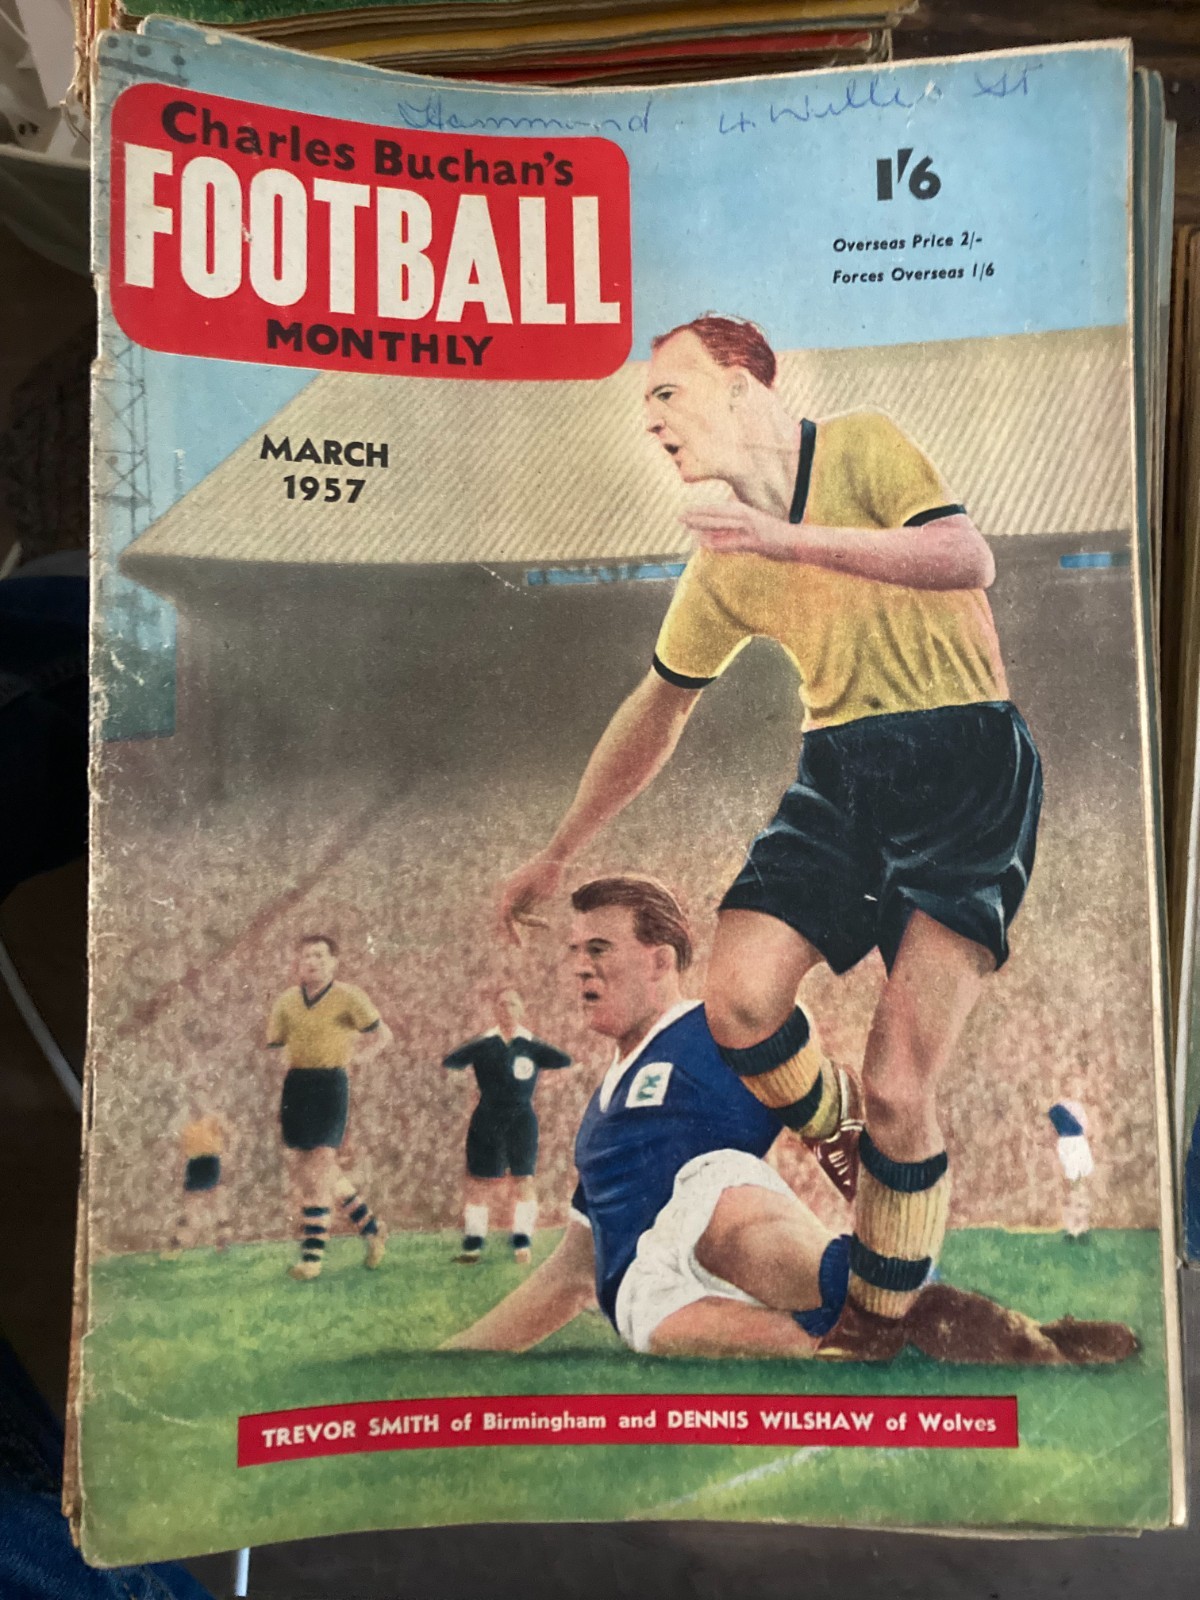 Hammond 4. Willis St
Charles Buchan's
FOOTBALL
MONTHLY
1'6
Overseas Price 2/-
Forces Overseas 1/6
MARCH
1957
TREVOR SMITH of Birmingham and DENNIS WILSHAW of Wolves